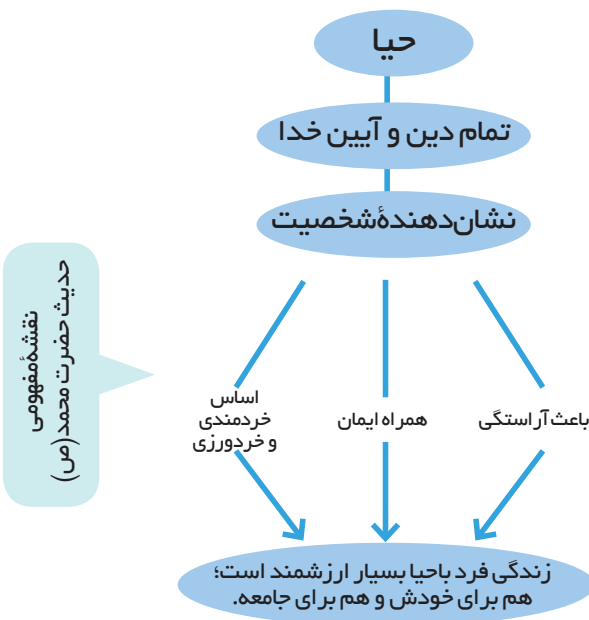 حیا
تمام دین و آیین خدا
نشان‌دهندهٔ شخصیت
باعث آراستگی
همراه ایمان
اساس
خردمندی
و خردورزی
زندگی فرد باحیا بسیار ارزشمند است؛
هم برای خودش و هم برای جامعه.
نقشهٔ مفهومی
حدیث حضرت محمد (ص)